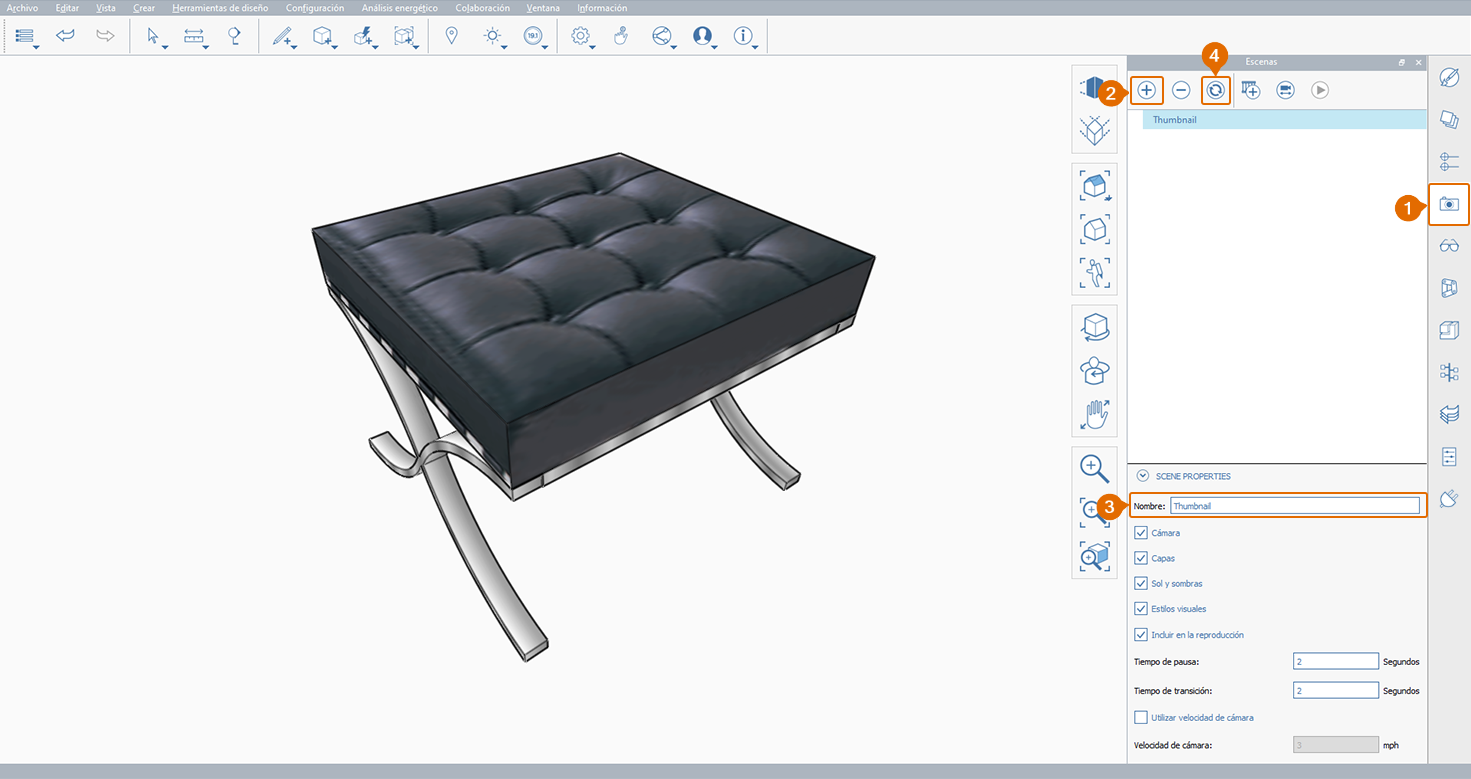 Archivo Editar Vista Crear Herramientas de diseño Configuración Análisis energético Colaboración Ventana Información
19.1
4
Escenas
2
Thumbnail
1
SCENE PROPERTIES
3
Nombre: Thumbnail
Cámara
Capas
Sol y sombras
Estilos visuales
Incluir en la reproducción
Tiempo de pausa: 2 Segundos
Tiempo de transición: 2 Segundos
Utilizar velocidad de cámara
Velocidad de cámara: 3 mph